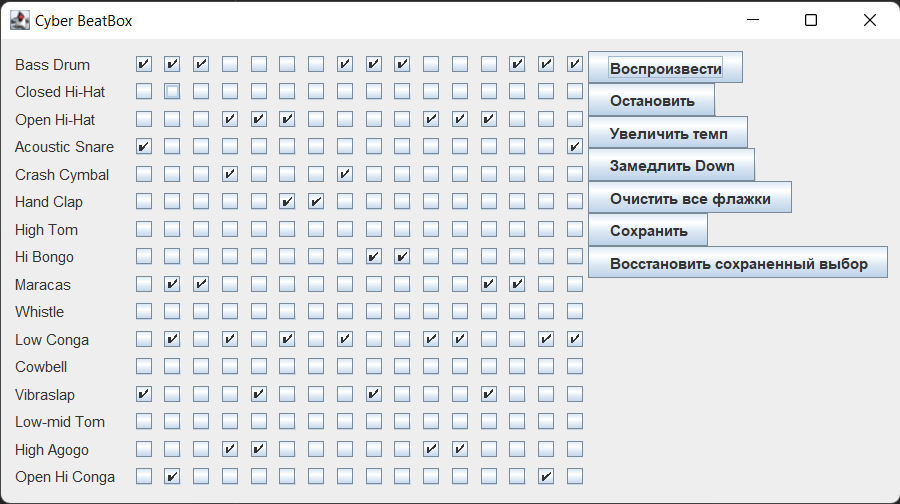 Cyber BeatBox
Bass Drum
Closed Hi-Hat
Open Hi-Hat
Acoustic Snare
Crash Cymbal
Hand Clap
High Tom
Hi Bongo
Maracas
Whistle
Low Conga
Cowbell
Vibraslap
Low-mid Tom
High Agogo
Open Hi Conga
Воспроизвести
Остановить
Увеличить темп
Замедлить Down
Очистить все флажки
Сохранить
Восстановить сохраненный выбор